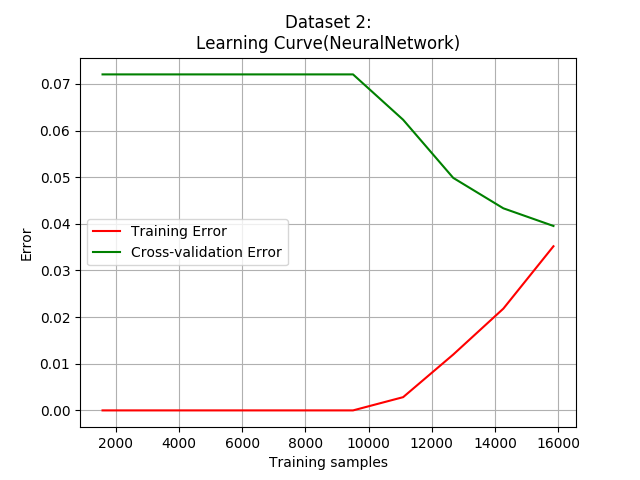 Dataset 2:
Learning Curve(NeuralNetwork)
0.07
0.06
0.05
0.04
0.03
0.02
0.01
0.00
Error
Training Error
Cross-validation Error
2000 4000 6000 8000 10000 12000 14000 16000
Training samples